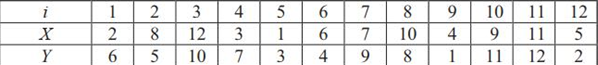 i 1 2 3 4 5 6 7 8 9 10 11 12
X 2 8 12 3 1 6 7 10 4 9 11 5
Y 6 5 10 7 3 4 9 8 1 11 12 2